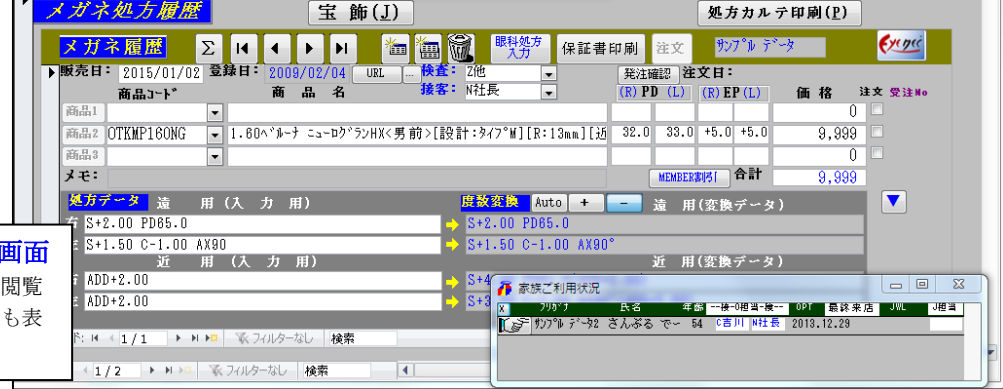 メガネ処方履歴 宝 飾(J) 処方カルテ印刷(P)
メガネ履歴 Σ 眼科処方入力 保証書印刷 注文 ｻﾝﾌﾟﾙ ﾃﾞｰﾀ
販売日: 2015/01/02 登録日: 2009/02/04 URL ... 検査: Z他 発注確認 注文日:
商品ｺｰﾄﾞ 商 品 名 接客: N社長 (R) PD (L) (R) EP (L) 価 格 注文 受注No
商品1 0
商品2 OTKMP160NG 1.60ﾍﾞﾙｰﾅ ﾆｭｰﾛｸﾞﾗﾝHX<男前>[設計:ﾀｲﾌﾟM][R:13mm][近 32.0 33.0 +5.0 +5.0 9,999
商品3 0
メモ: MEMBER割引 合計 9,999
処方データ 遠 用 (入 力 用) 度数変換 Auto + - 遠 用(変換データ)
右 S+2.00 PD65.0 S+2.00 PD65.0
S+1.50 C-1.00 AX90 S+1.50 C-1.00 AX90°
近 用 (入 力 用) 近 用(変換データ)
ADD+2.00 S+4
ADD+2.00 S+3
画面
閲覧
も表
家族ご利用状況
x ﾌﾘｶﾞﾅ 氏名 年齢 OPT 最終来店 JWL J担当
ｻﾝﾌﾟﾙ ﾃﾞｰﾀ2 さんぷる でー 54 C吉川 N社長 2013.12.29
1 / 1 フィルターなし 検索
1 / 2 フィルターなし 検索